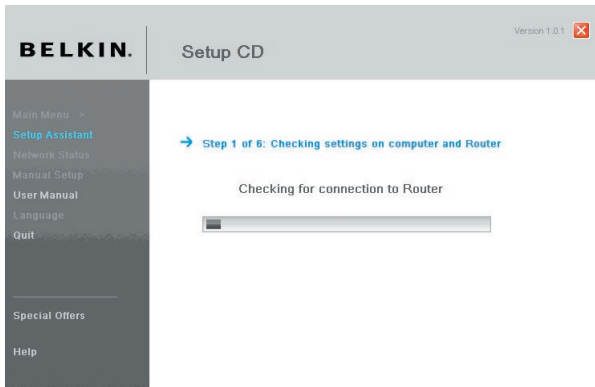 Version 1.0.1
BELKIN.
Setup CD
Main Menu >
Setup Assistant
Network Status
Manual Setup
User Manual
Language
Quit
Special Offers
Help
Step 1 of 6: Checking settings on computer and Router
Checking for connection to Router